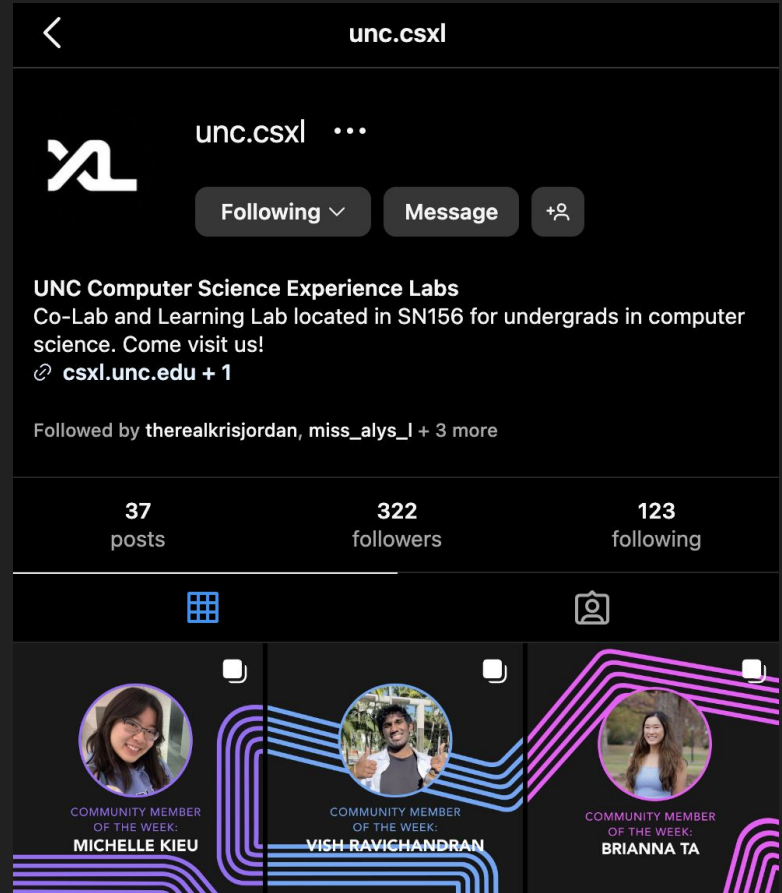 unc.csxl
unc.csxl
XL
Following
Message
UNC Computer Science Experience Labs
Co-Lab and Learning Lab located in SN156 for undergrads in computer
science. Come visit us!
csxl.unc.edu + 1
Followed by therealkrisjordan, miss_alys_l + 3 more
37 322 123
posts followers following
COMMUNITY MEMBER
OF THE WEEK:
MICHELLE KIEU
COMMUNITY MEMBER
OF THE WEEK:
VISH RAVICHANDRAN
COMMUNITY MEMBER
OF THE WEEK:
BRIANNA TA